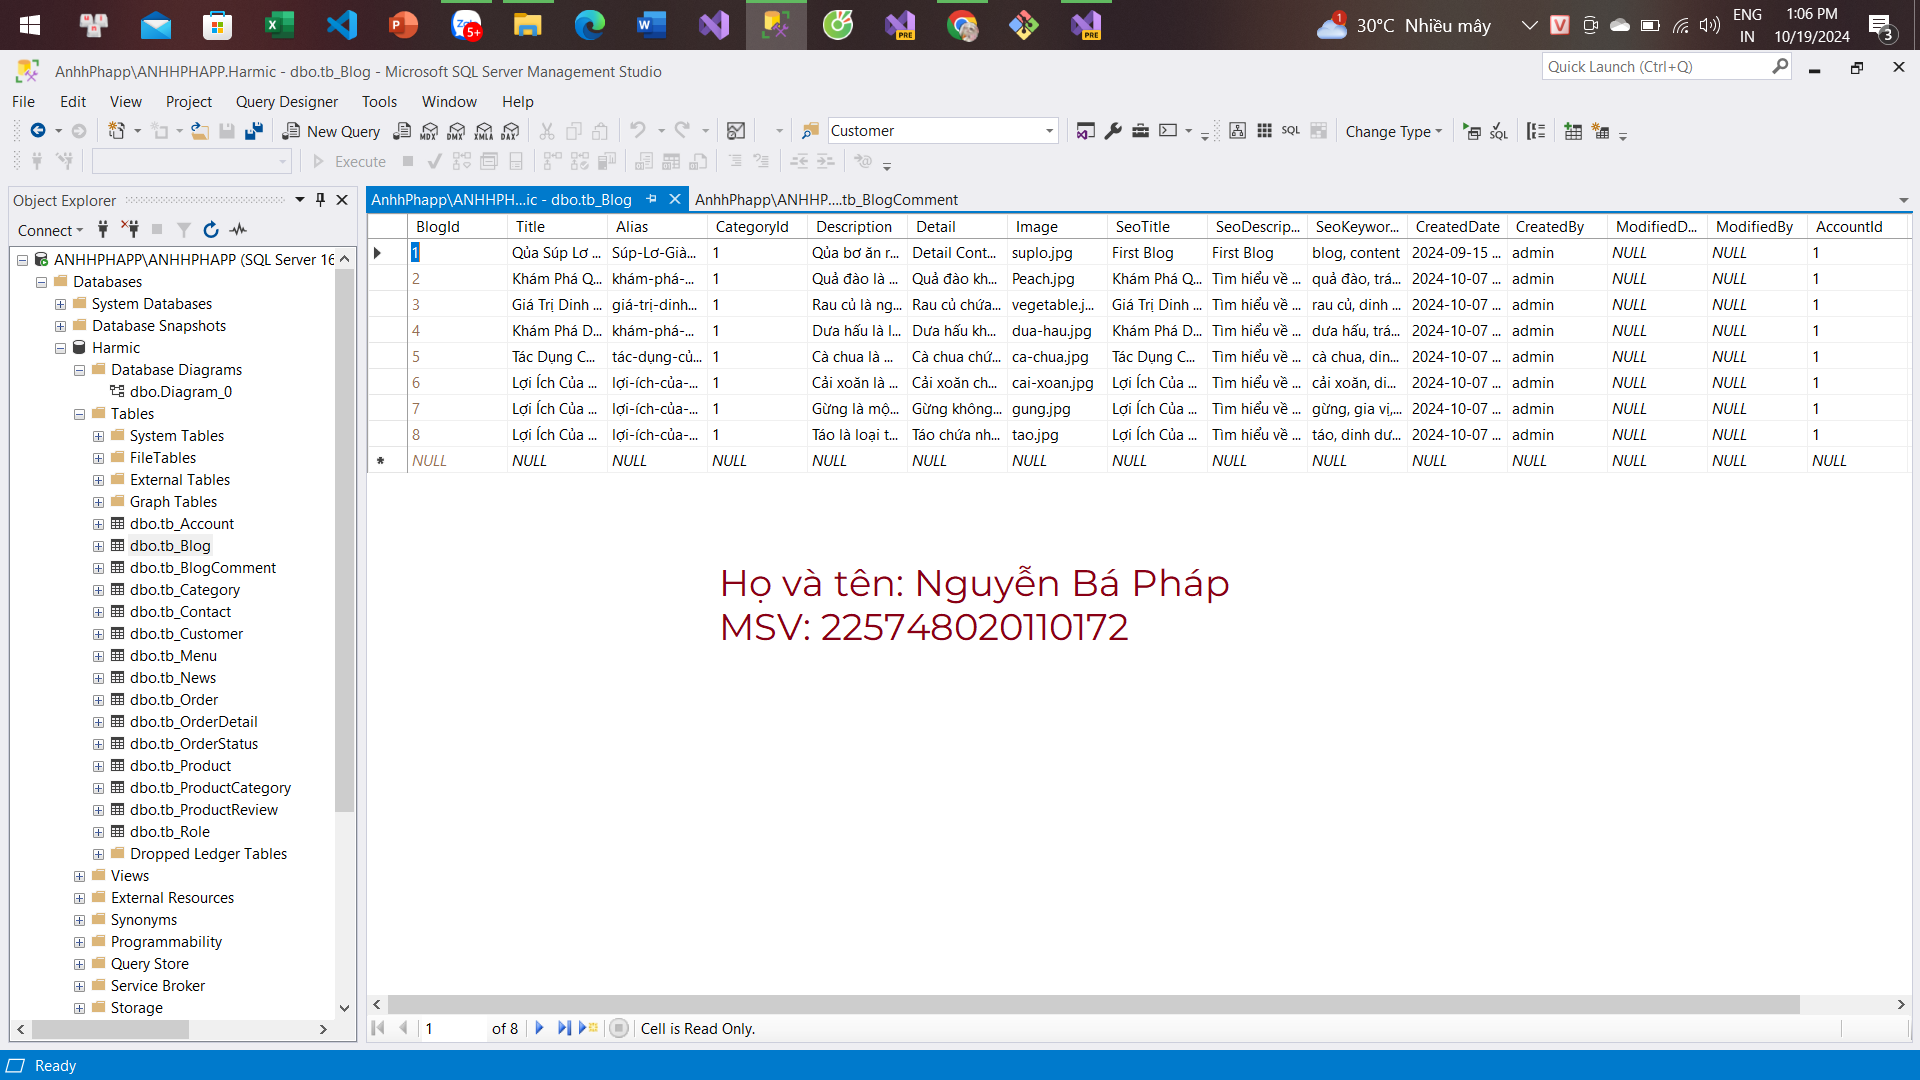 30°C Nhiều mây
ENG
IN
1:06 PM
10/19/2024
3
5+
PRE
PRE
AnhhPhapp\ANHHPHAPP.Harmic - dbo.tb_Blog - Microsoft SQL Server Management Studio
Quick Launch (Ctrl+Q)
File Edit View Project Query Designer Tools Window Help
New Query MDX DMX XMLA DAX Customer SQL Change Type SQL
Execute
Object Explorer
Connect
ANHHPHAPP\ANHHPHAPP (SQL Server 16
Databases
System Databases
Database Snapshots
Harmic
Database Diagrams
dbo.Diagram_0
Tables
System Tables
FileTables
External Tables
Graph Tables
dbo.tb_Account
dbo.tb_Blog
dbo.tb_BlogComment
dbo.tb_Category
dbo.tb_Contact
dbo.tb_Customer
dbo.tb_Menu
dbo.tb_News
dbo.tb_Order
dbo.tb_OrderDetail
dbo.tb_OrderStatus
dbo.tb_Product
dbo.tb_ProductCategory
dbo.tb_ProductReview
dbo.tb_Role
Dropped Ledger Tables
Views
External Resources
Synonyms
Programmability
Query Store
Service Broker
Storage
AnhhPhapp\ANHHPH...ic - dbo.tb_Blog AnhhPhapp\ANHHP....tb_BlogComment
BlogId Title Alias CategoryId Description Detail Image SeoTitle SeoDescrip... SeoKeywor... CreatedDate CreatedBy ModifiedD... ModifiedBy AccountId
1 Qủa Súp Lơ ... Súp-Lơ-Già... 1 Qủa bơ ăn r... Detail Cont... suplo.jpg First Blog First Blog blog, content 2024-09-15 ... admin NULL NULL 1
2 Khám Phá Q... khám-phá-... 1 Quả đào là ... Quả đào kh... Peach.jpg Khám Phá Q... Tìm hiểu về ... quả đào, trá... 2024-10-07 ... admin NULL NULL 1
3 Giá Trị Dinh ... giá-trị-dinh... 1 Rau củ là ng... Rau củ chứa... vegetable.j... Giá Trị Dinh ... Tìm hiểu về ... rau củ, dinh ... 2024-10-07 ... admin NULL NULL 1
4 Khám Phá D... khám-phá-... 1 Dưa hấu là l... Dưa hấu kh... dua-hau.jpg Khám Phá D... Tìm hiểu về ... dưa hấu, trá... 2024-10-07 ... admin NULL NULL 1
5 Tác Dụng C... tác-dụng-củ... 1 Cà chua là ... Cà chua chứ... ca-chua.jpg Tác Dụng C... Tìm hiểu về ... cà chua, din... 2024-10-07 ... admin NULL NULL 1
6 Lợi Ích Của ... lợi-ích-của-... 1 Cải xoăn là ... Cải xoăn ch... cai-xoan.jpg Lợi Ích Của ... Tìm hiểu về ... cải xoăn, di... 2024-10-07 ... admin NULL NULL 1
7 Lợi Ích Của ... lợi-ích-của-... 1 Gừng là mộ... Gừng không... gung.jpg Lợi Ích Của ... Tìm hiểu về ... gừng, gia vị,... 2024-10-07 ... admin NULL NULL 1
8 Lợi Ích Của ... lợi-ích-của-... 1 Táo là loại t... Táo chứa nh... tao.jpg Lợi Ích Của ... Tìm hiểu về ... táo, dinh dư... 2024-10-07 ... admin NULL NULL 1
NULL NULL NULL NULL NULL NULL NULL NULL NULL NULL NULL NULL NULL NULL NULL
Họ và tên: Nguyễn Bá Pháp
MSV: 225748020110172
1 of 8 Cell is Read Only.
Ready